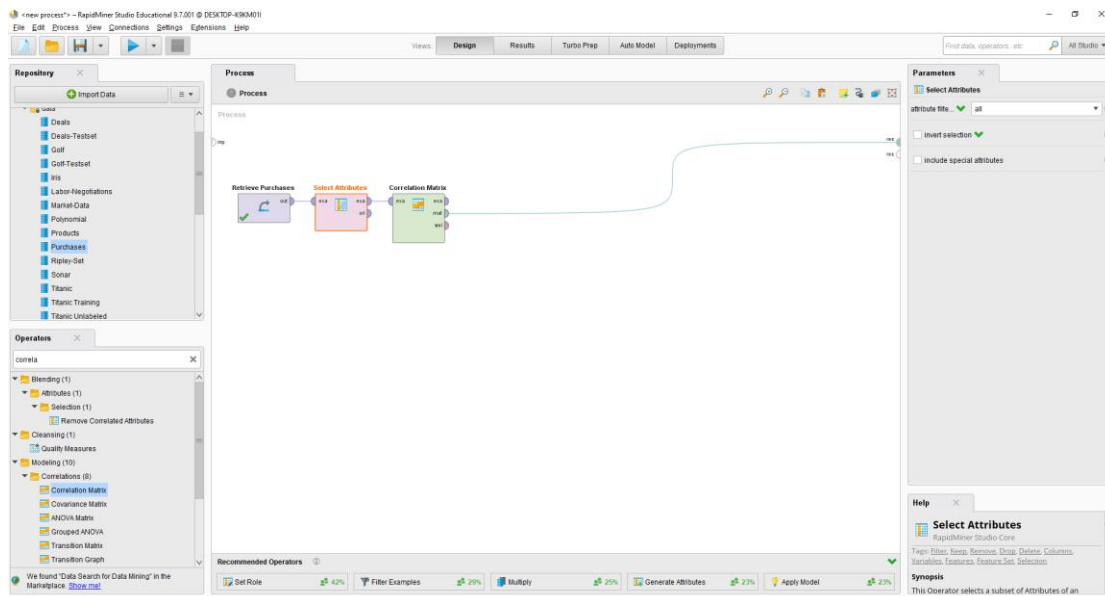 <new process*> – RapidMiner Studio Educational 9.7.001 @ DESKTOP-K9KM01I
File Edit Process View Connections Settings Extensions Help
Views: Design Results Turbo Prep Auto Model Deployments
Find data, operators...etc All Studio
Repository
Import Data
data
Deals
Deals-Testset
Golf
Golf-Testset
Iris
Labor-Negotiations
Market-Data
Polynomial
Products
Purchases
Ripley-Set
Sonar
Titanic
Titanic Training
Titanic Unlabeled
Operators
correla
Blending (1)
Attributes (1)
Selection (1)
Remove Correlated Attributes
Cleansing (1)
Quality Measures
Modeling (10)
Correlations (8)
Correlation Matrix
Covariance Matrix
ANOVA Matrix
Grouped ANOVA
Transition Matrix
Transition Graph
We found "Data Search for Data Mining" in the
Marketplace. Show me!
Process
Process
Process
inp
res
res
Retrieve Purchases Select Attributes Correlation Matrix
out exa exa exa exa
ori mat
wei
Recommended Operators
Set Role 42% Filter Examples 29% Multiply 25% Generate Attributes 23% Apply Model 23%
Parameters
Select Attributes
attribute filte... all
invert selection
include special attributes
Help
Select Attributes
RapidMiner Studio Core
Tags: Filter, Keep, Remove, Drop, Delete, Columns,
Variables, Features, Feature Set, Selection
Synopsis
This Operator selects a subset of Attributes of an